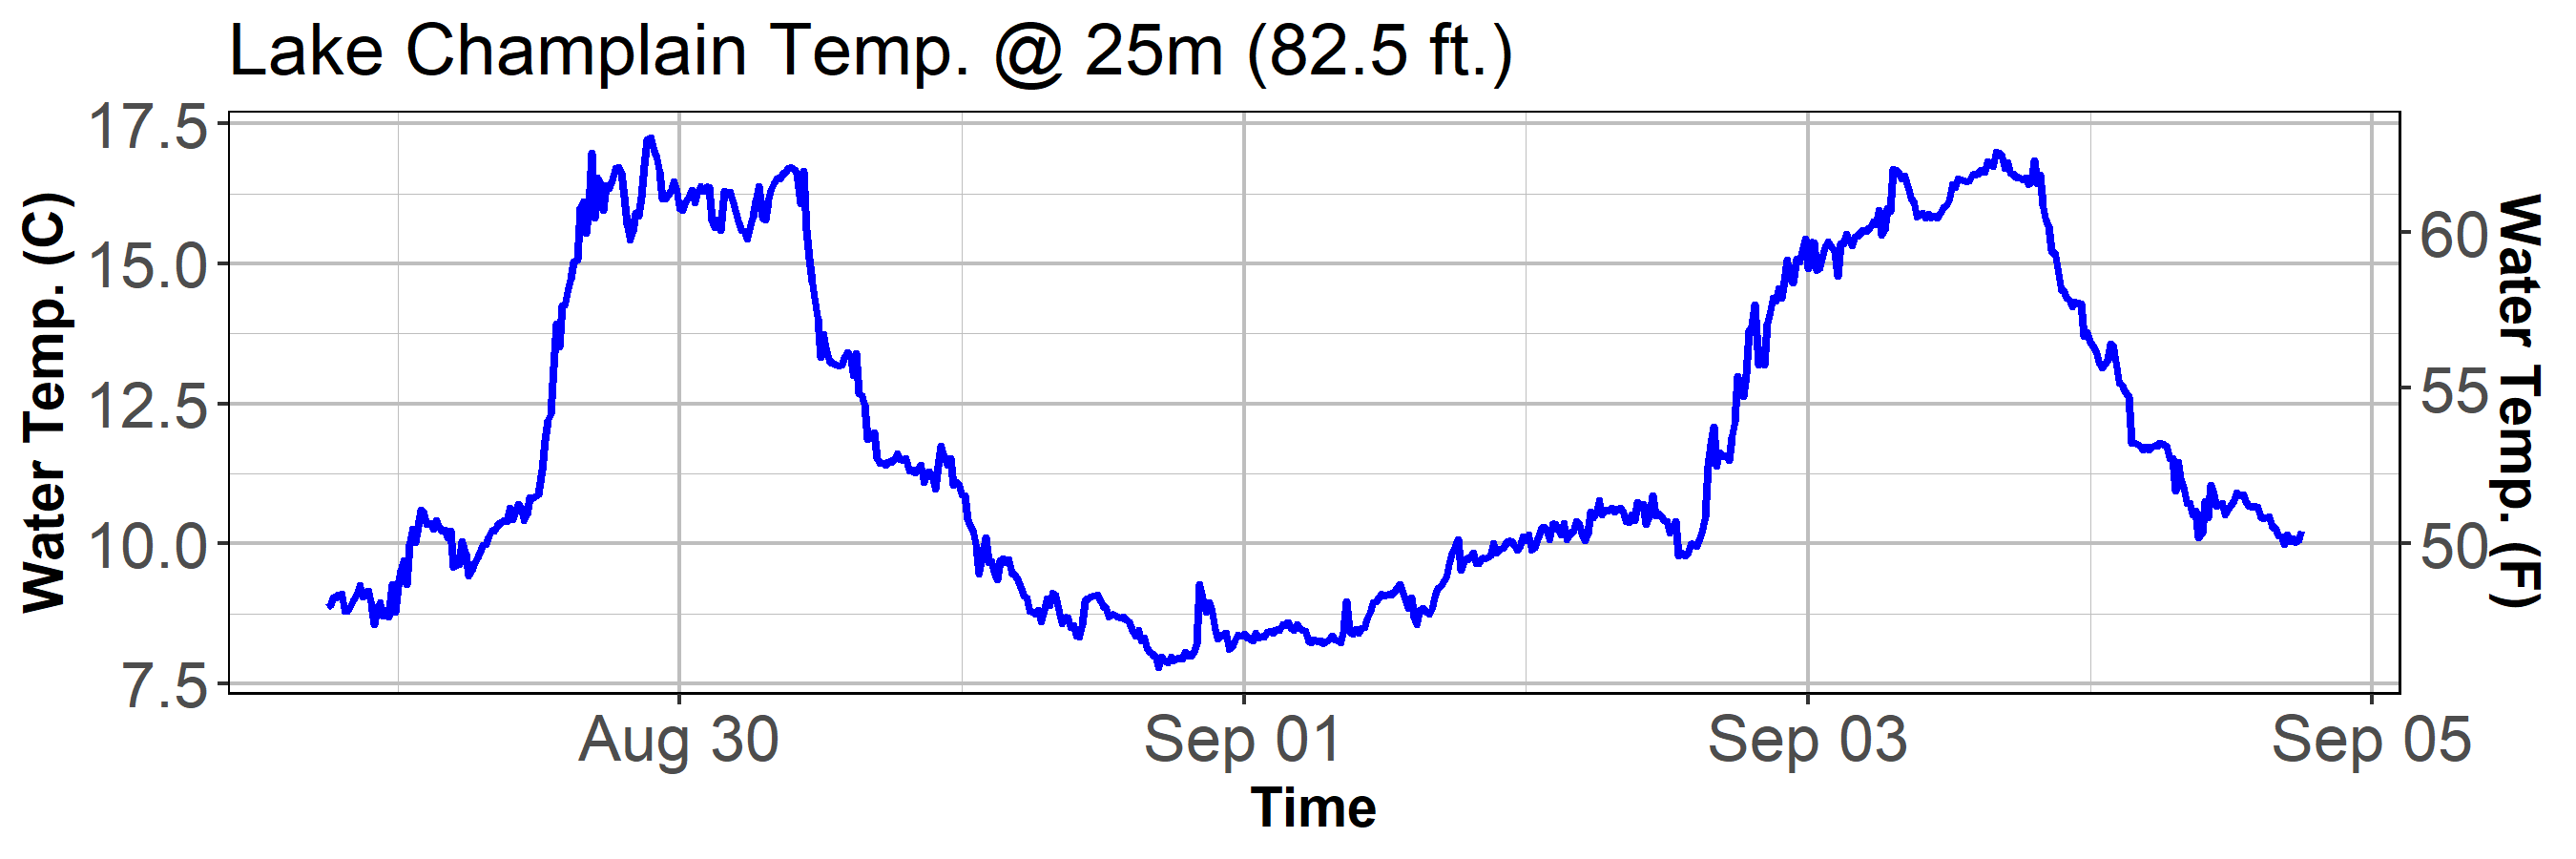 Lake Champlain Temp. @ 25m (82.5 ft.)
Water Temp. (C)
17.5
15.0
12.5
10.0
7.5
60
55
50
Water Temp. (F)
Aug 30 Sep 01 Sep 03 Sep 05
Time